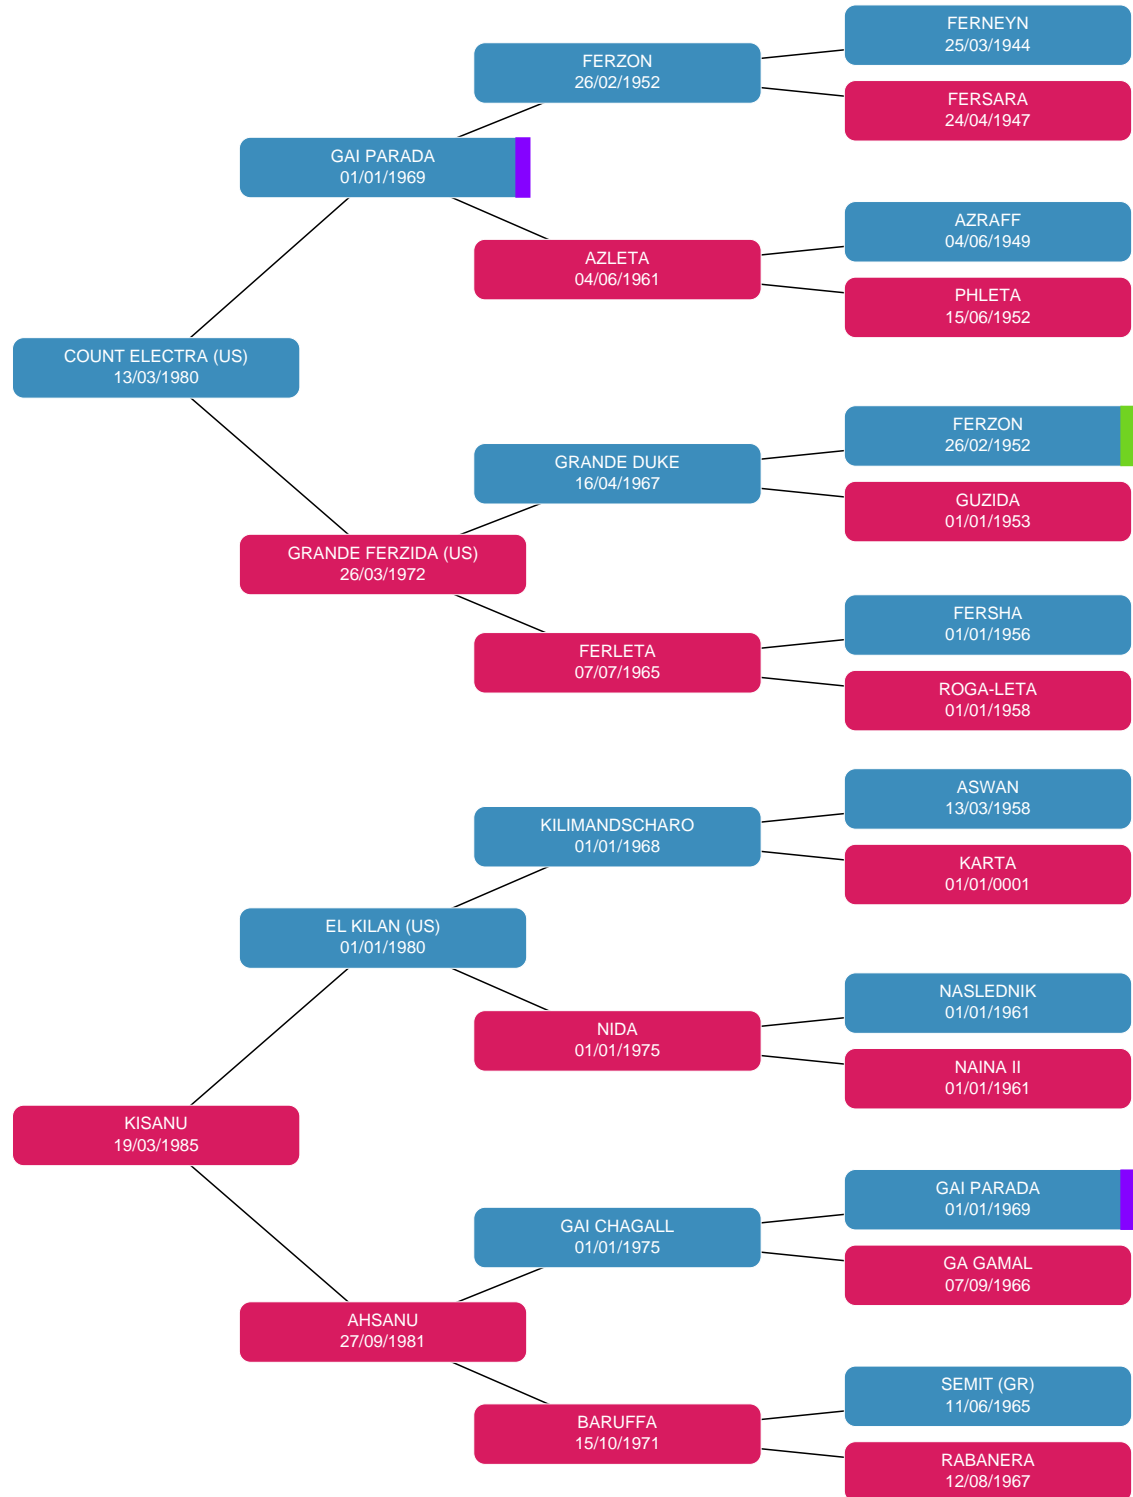 FERNEYN
25/03/1944
FERZON
26/02/1952
FERSARA
24/04/1947
GAI PARADA
01/01/1969
AZRAFF
04/06/1949
AZLETA
04/06/1961
PHLETA
15/06/1952
COUNT ELECTRA (US)
13/03/1980
FERZON
26/02/1952
GRANDE DUKE
16/04/1967
GUZIDA
01/01/1953
GRANDE FERZIDA (US)
26/03/1972
FERSHA
01/01/1956
FERLETA
07/07/1965
ROGA-LETA
01/01/1958
ASWAN
13/03/1958
KILIMANDSCHARO
01/01/1968
KARTA
01/01/0001
EL KILAN (US)
01/01/1980
NASLEDNIK
01/01/1961
NIDA
01/01/1975
NAINA II
01/01/1961
KISANU
19/03/1985
GAI PARADA
01/01/1969
GAI CHAGALL
01/01/1975
GA GAMAL
07/09/1966
AHSANU
27/09/1981
SEMIT (GR)
11/06/1965
BARUFFA
15/10/1971
RABANERA
12/08/1967